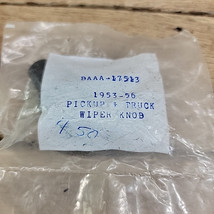 BAAA-17513
1953-56
PICKUP & TRUCK
WIPER KNOB
4.50